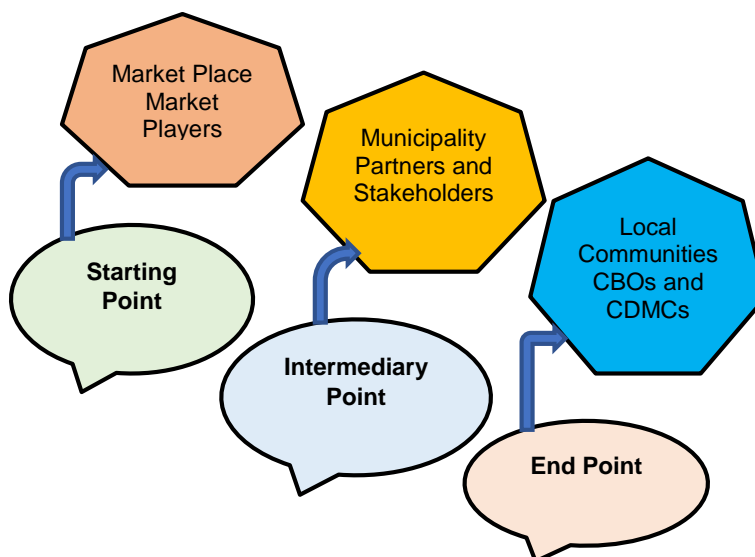 Market Place
Market
Players
Starting
Point
Municipality
Partners and
Stakeholders
Intermediary
Point
Local
Communities
CBOs and
CDMCs
End Point